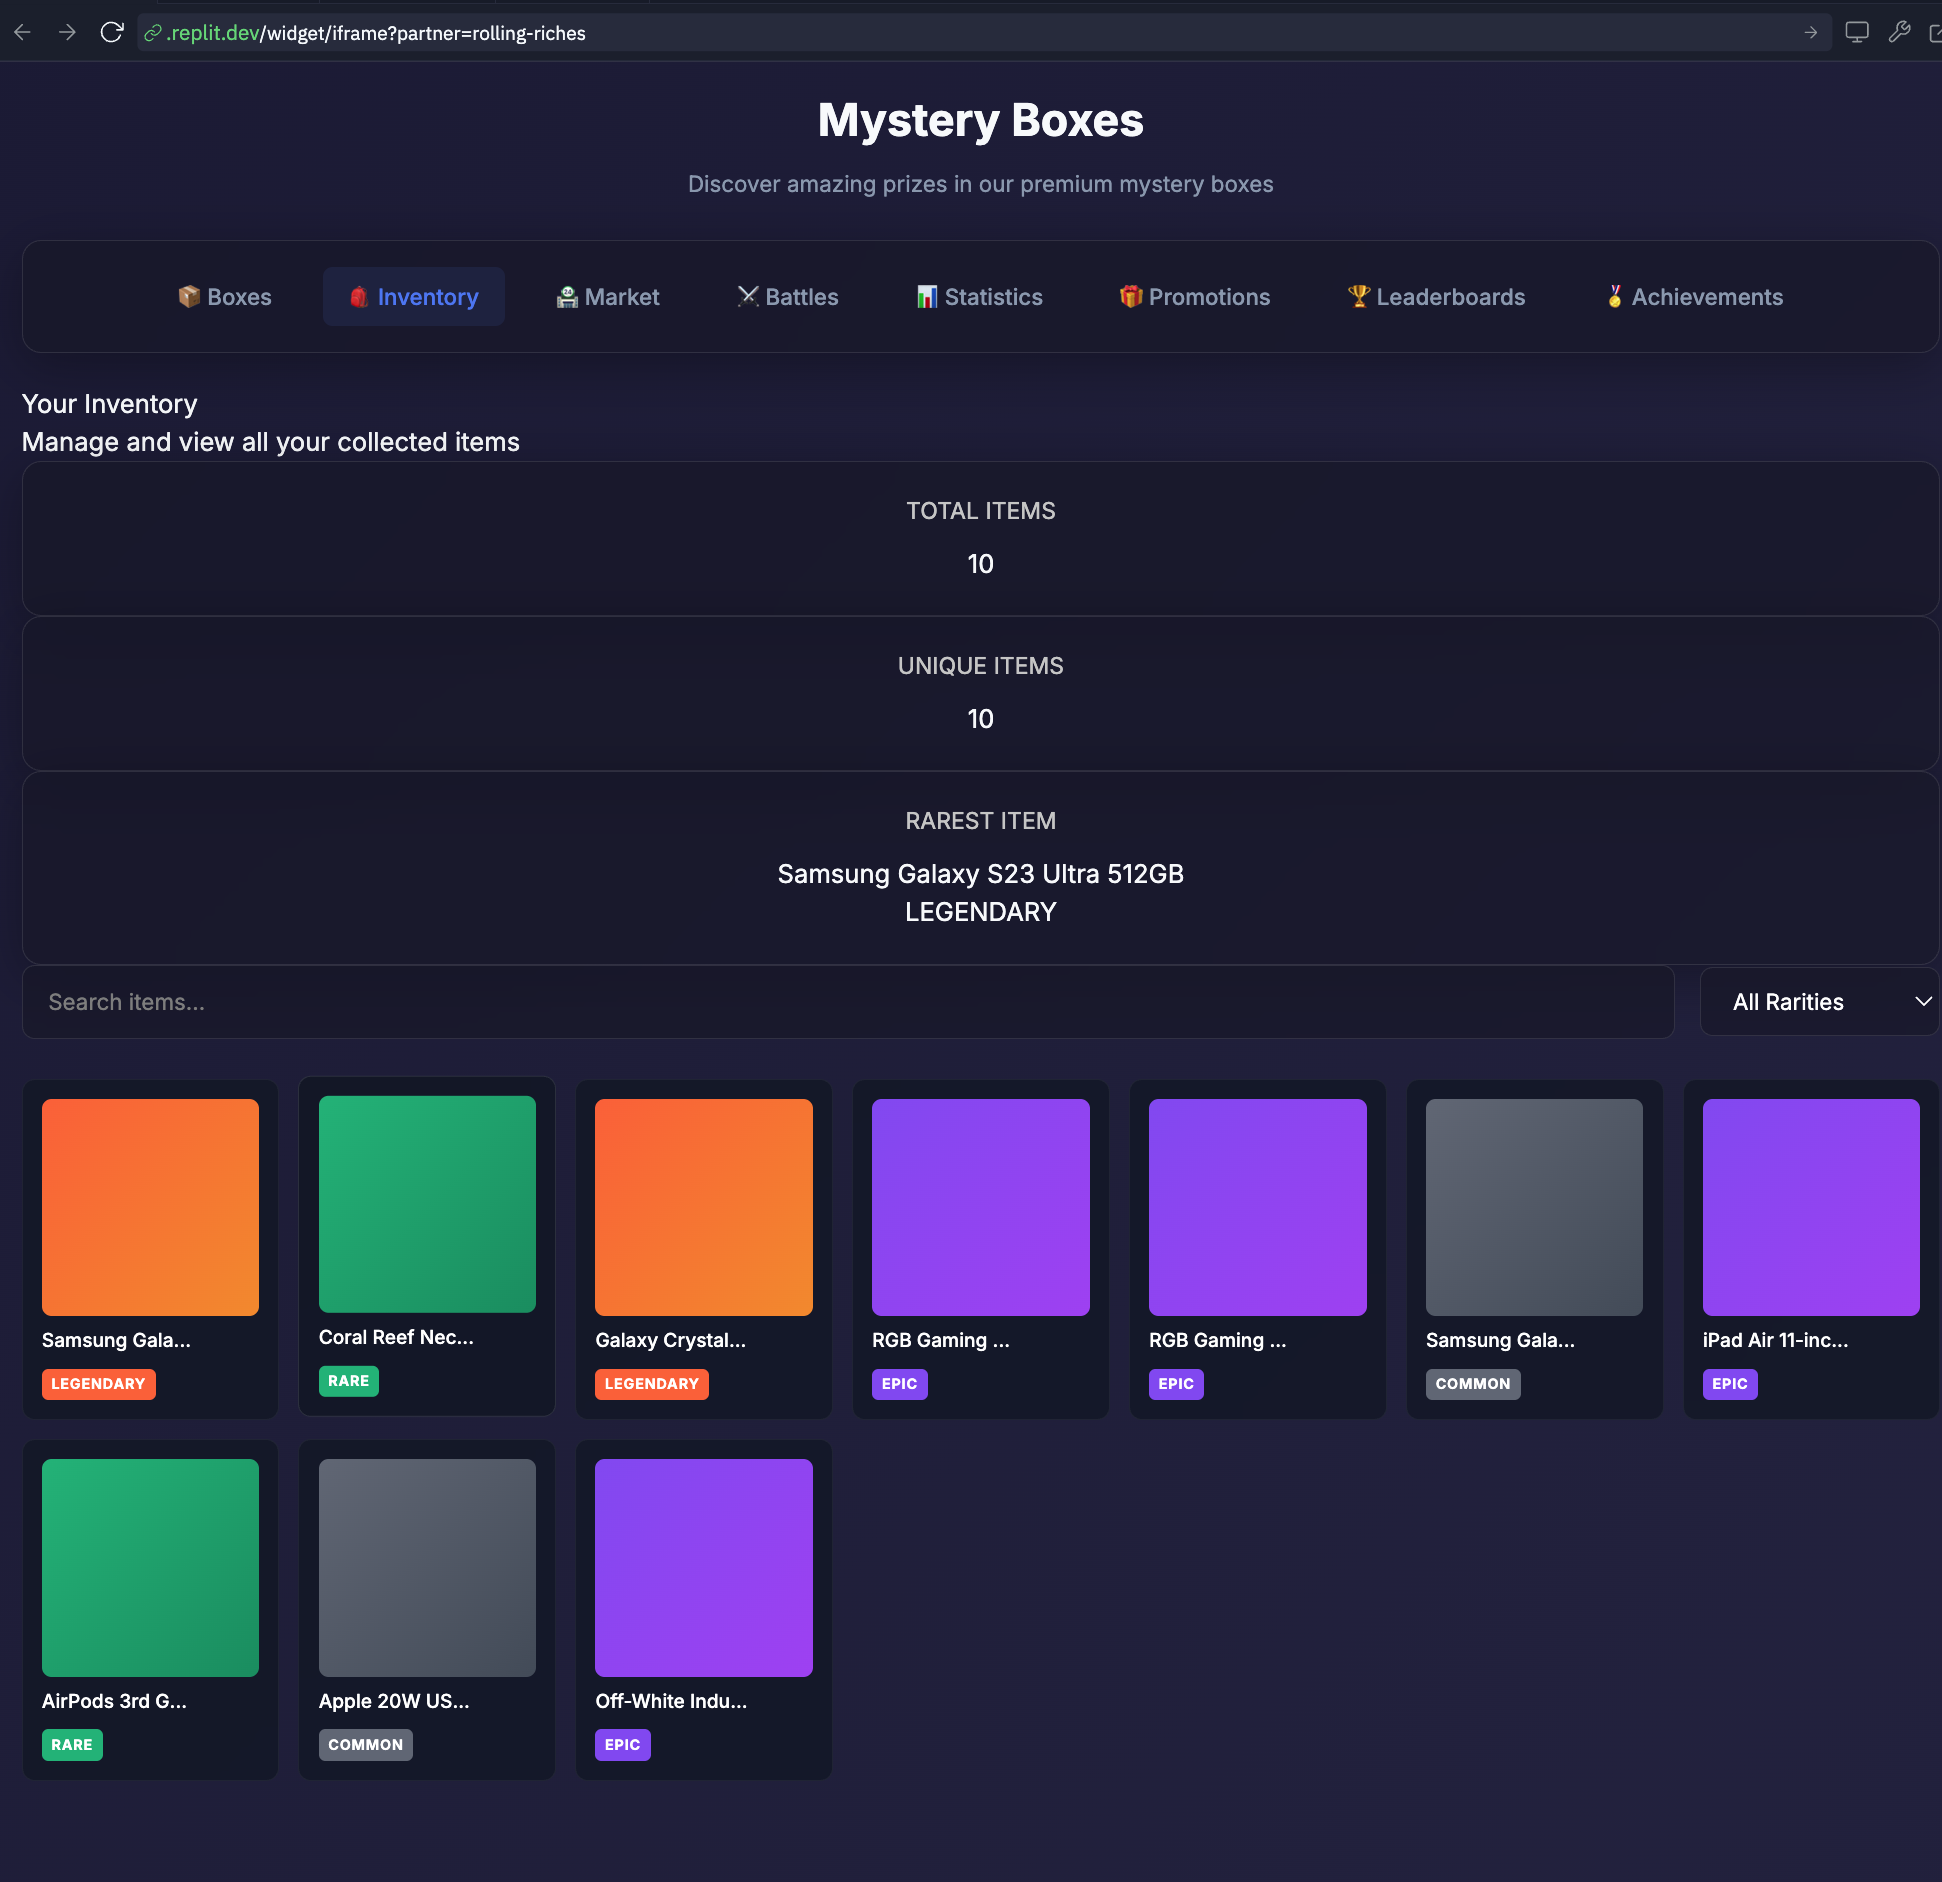 .replit.dev/widget/iframe?partner=rolling-riches
Mystery Boxes
Discover amazing prizes in our premium mystery boxes
Boxes Inventory Market Battles Statistics Promotions Leaderboards Achievements
Your Inventory
Manage and view all your collected items
TOTAL ITEMS
10
UNIQUE ITEMS
10
RAREST ITEM
Samsung Galaxy S23 Ultra 512GB
LEGENDARY
Search items...
All Rarities
Samsung Gala...
LEGENDARY
Coral Reef Nec...
RARE
Galaxy Crystal...
LEGENDARY
RGB Gaming ...
EPIC
RGB Gaming ...
EPIC
Samsung Gala...
COMMON
iPad Air 11-inc...
EPIC
AirPods 3rd G...
RARE
Apple 20W US...
COMMON
Off-White Indu...
EPIC